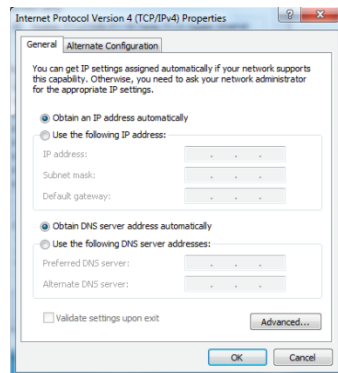 Internet Protocol Version 4 (TCP/IPv4) Properties
General
Alternate Configuration
You can get IP settings assigned automatically if your network supports
this capability. Otherwise, you need to ask your network administrator
for the appropriate IP settings.
Obtain an IP address automatically
Use the following IP address:
IP address:
Subnet mask:
Default gateway:
Obtain DNS server address automatically
Use the following DNS server addresses:
Preferred DNS server:
Alternate DNS server:
Validate settings upon exit
Advanced...
OK
Cancel